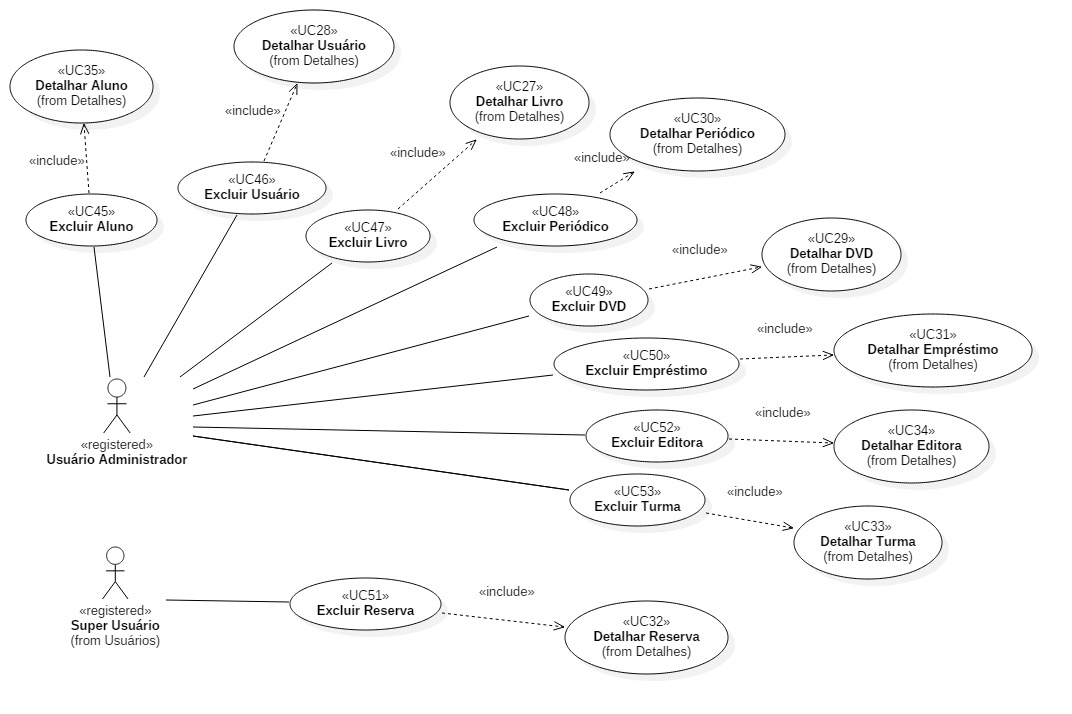 «UC28»
Detalhar Usuário
(from Detalhes)
«UC35»
Detalhar Aluno
(from Detalhes)
«UC27»
Detalhar Livro
(from Detalhes)
«UC30»
Detalhar Periódico
(from Detalhes)
«include»
«include»
«include»
«include»
«UC46»
Excluir Usuário
«UC45»
Excluir Aluno
«UC47»
Excluir Livro
«UC48»
Excluir Periódico
«include»
«UC29»
Detalhar DVD
(from Detalhes)
«UC49»
Excluir DVD
«include»
«UC31»
Detalhar Empréstimo
(from Detalhes)
«UC50»
Excluir Empréstimo
«include»
«UC52»
Excluir Editora
«UC34»
Detalhar Editora
(from Detalhes)
«registered»
Usuário Administrador
«UC53»
Excluir Turma
«include»
«UC33»
Detalhar Turma
(from Detalhes)
«registered»
Super Usuário
(from Usuários)
«UC51»
Excluir Reserva
«include»
«UC32»
Detalhar Reserva
(from Detalhes)